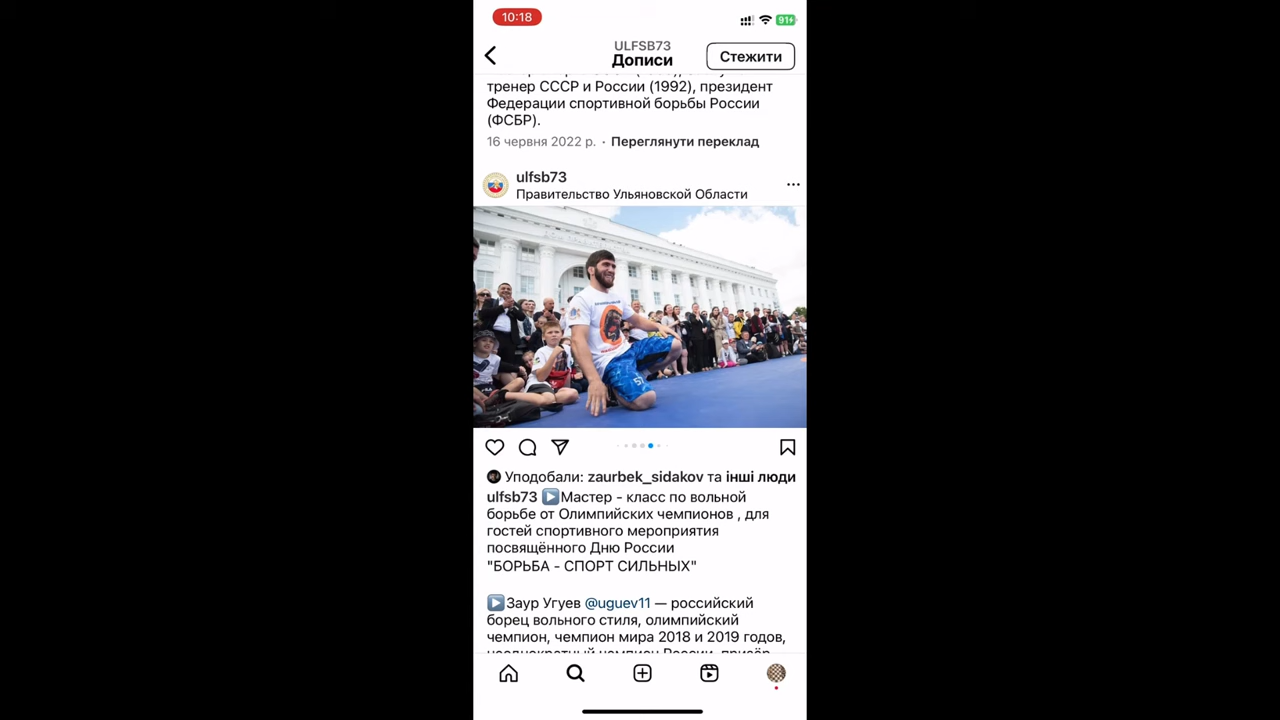 10:18
91
ULFSB73
Дописи
Стежити
тренер СССР и России (1992), президент
Федерации спортивной борьбы России
(ФСБР).
16 червня 2022 р. · Переглянути переклад
ulfsb73
Правительство Ульяновской Области
Уподобали: zaurbek_sidakov та інші люди
ulfsb73 ▶️Мастер - класс по вольной
борьбе от Олимпийских чемпионов , для
гостей спортивного мероприятия
посвящённого Дню России
"БОРЬБА - СПОРТ СИЛЬНЫХ"
▶️Заур Угуев @uguev11 — российский
борец вольного стиля, олимпийский
чемпион, чемпион мира 2018 и 2019 годов,